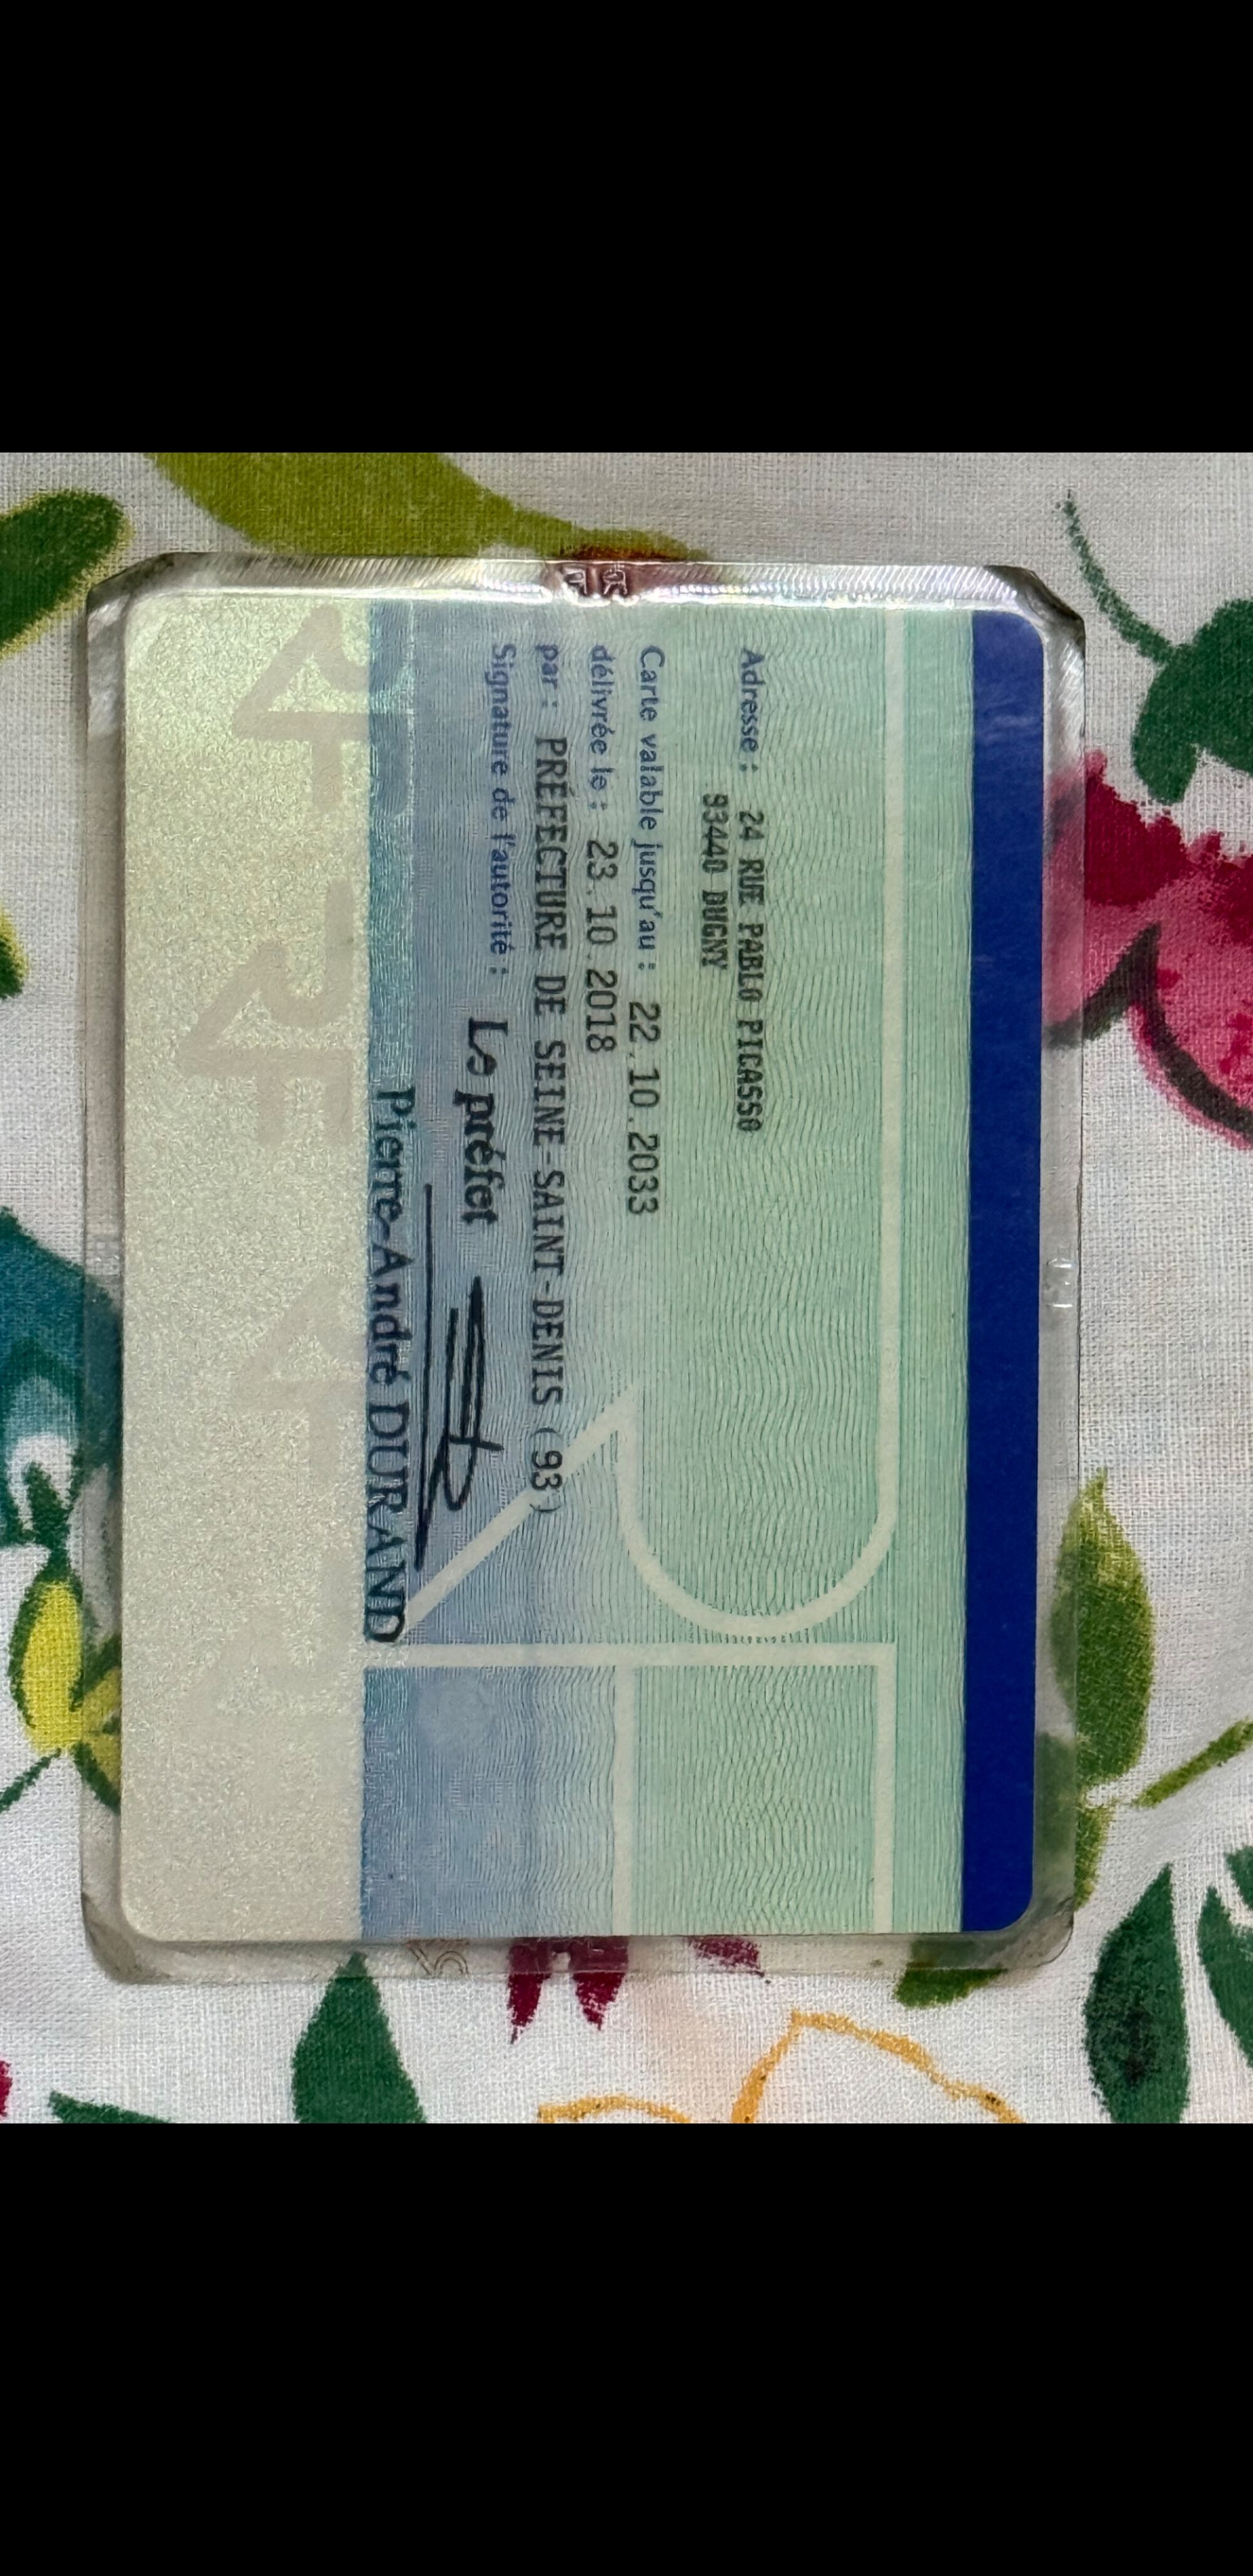 Adresse : 24 RUE PABLO PICASSO
93440 DUGNY
Carte valable jusqu'au : 22.10.2033
délivrée le : 23.10.2018
par : PRÉFECTURE DE SEINE-SAINT-DENIS (93)
Signature de l'autorité : Le préfet
Pierre-André DURAND